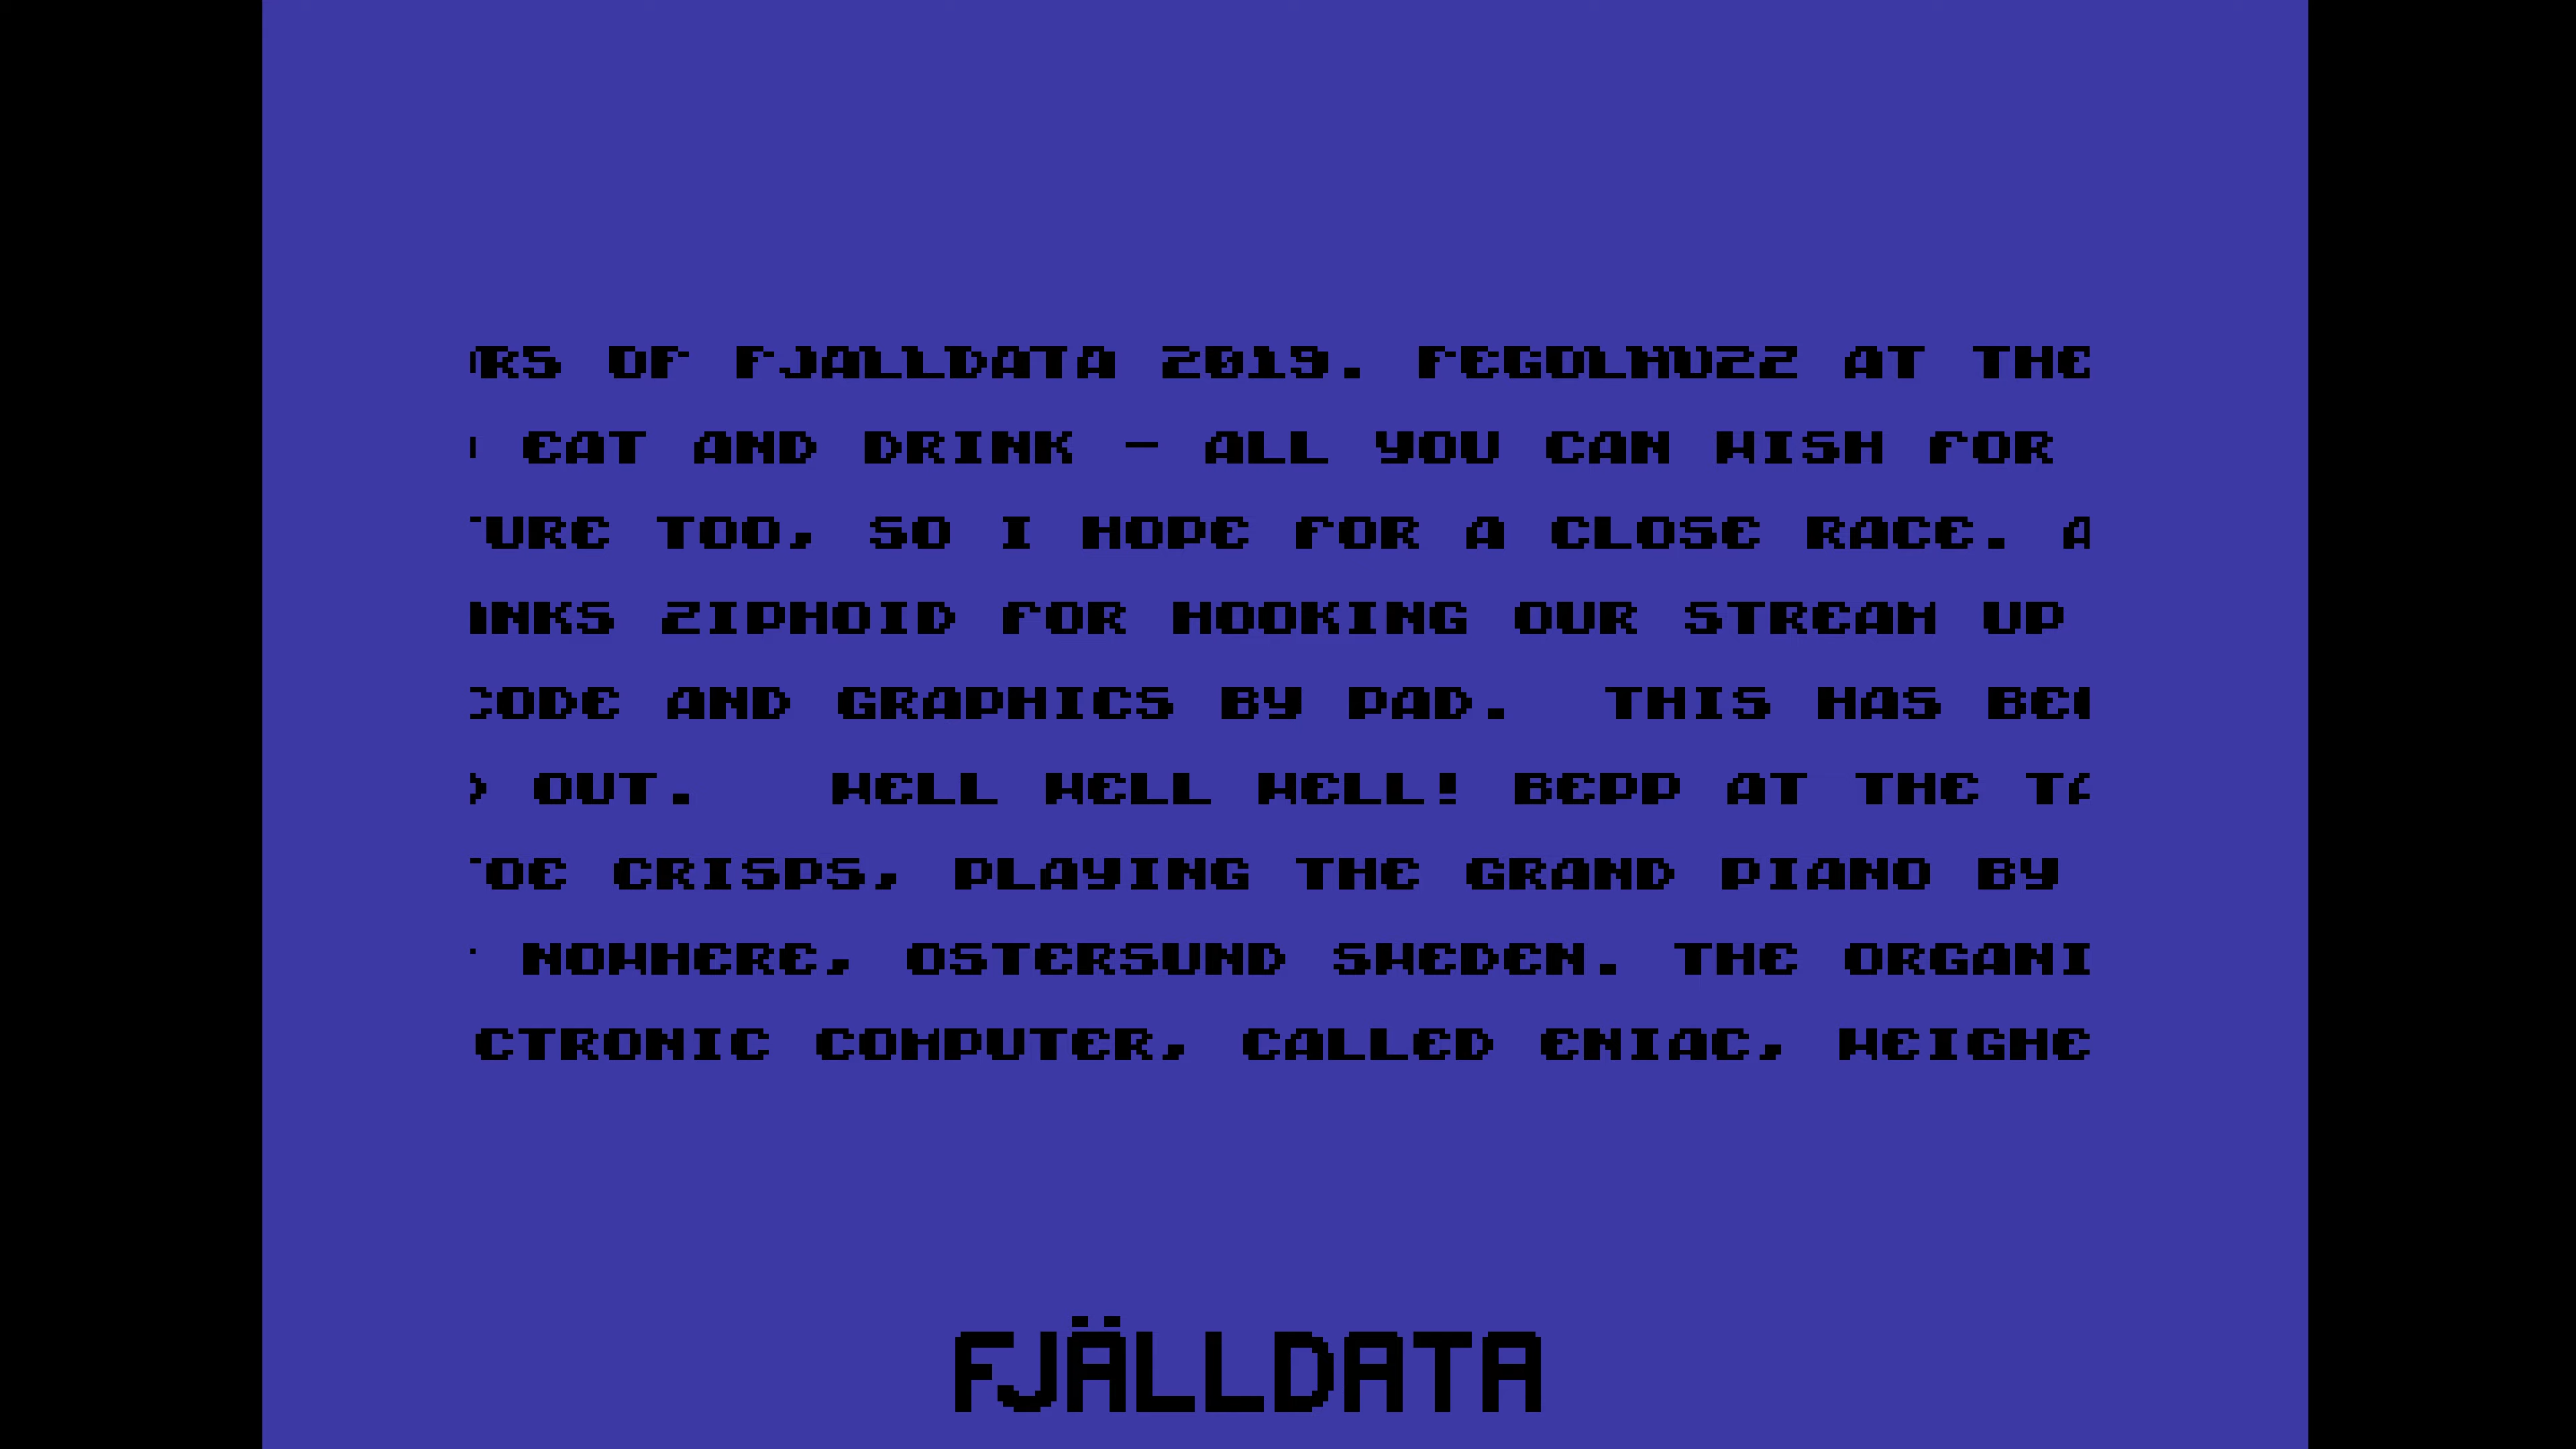 RS OF FJALLDATA 2019. FEGOLHUZZ AT THE
EAT AND DRINK - ALL YOU CAN WISH FOR
URE TOO, SO I HOPE FOR A CLOSE RACE. A
NKS ZIPHOID FOR HOOKING OUR STREAM UP
CODE AND GRAPHICS BY PAD. THIS HAS BE
OUT. WELL WELL WELL! BEPP AT THE TA
OE CRISPS, PLAYING THE GRAND PIANO BY
NOWHERE, OSTERSUND SWEDEN. THE ORGANI
CTRONIC COMPUTER, CALLED ENIAC, WEIGHE
FJÄLLDATA